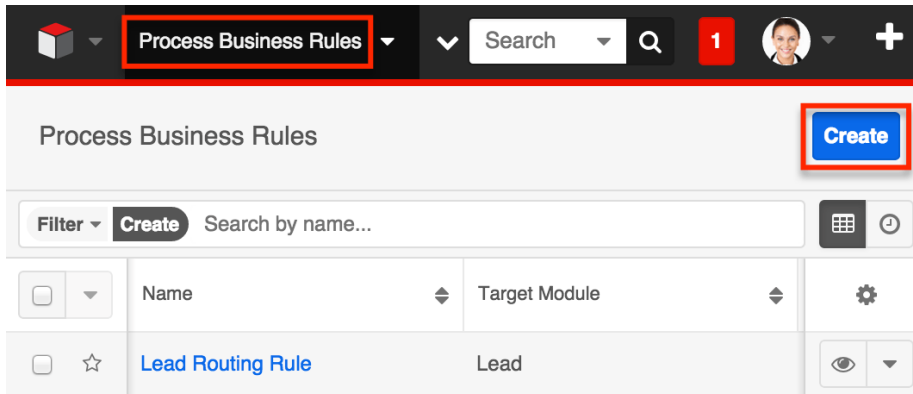 Process Business Rules Search 1
Process Business Rules Create
Filter Create Search by name...
Name Target Module
Lead Routing Rule Lead